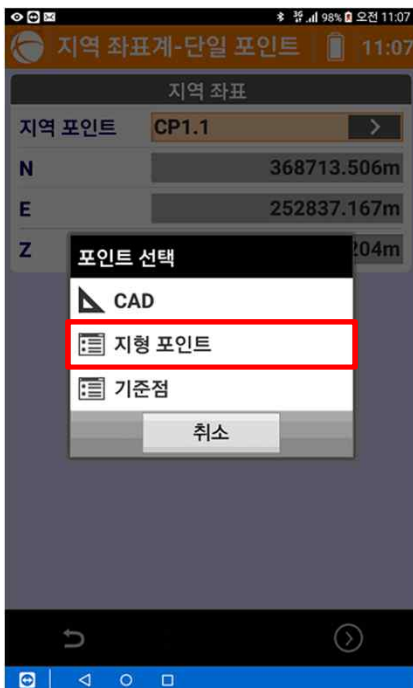 98% 오전 11:07
지역 좌표계-단일 포인트 11:07
지역 좌표
지역 포인트 CP1.1
N 368713.506m
E 252837.167m
Z 204m
포인트 선택
CAD
지형 포인트
기준점
취소